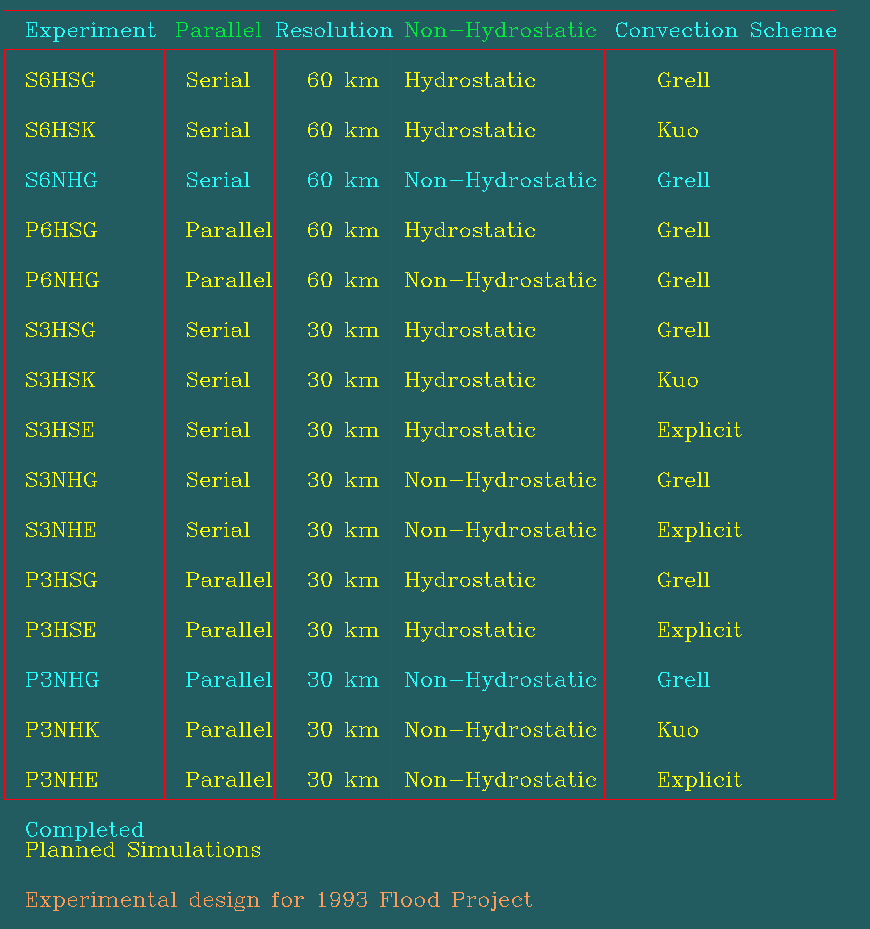 Experiment Parallel Resolution Non-Hydrostatic Convection Scheme
S6HSG Serial 60 km Hydrostatic Grell
S6HSK Serial 60 km Hydrostatic Kuo
S6NHG Serial 60 km Non-Hydrostatic Grell
P6HSG Parallel 60 km Hydrostatic Grell
P6NHG Parallel 60 km Non-Hydrostatic Grell
S3HSG Serial 30 km Hydrostatic Grell
S3HSK Serial 30 km Hydrostatic Kuo
S3HSE Serial 30 km Hydrostatic Explicit
S3NHG Serial 30 km Non-Hydrostatic Grell
S3NHE Serial 30 km Non-Hydrostatic Explicit
P3HSG Parallel 30 km Hydrostatic Grell
P3HSE Parallel 30 km Hydrostatic Explicit
P3NHG Parallel 30 km Non-Hydrostatic Grell
P3NHK Parallel 30 km Non-Hydrostatic Kuo
P3NHE Parallel 30 km Non-Hydrostatic Explicit
Completed
Planned Simulations
Experimental design for 1993 Flood Project